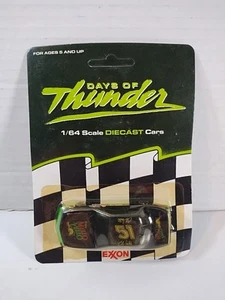 FOR AGES 5 AND UP
DAYS OF
Thunder
1/64 Scale DIECAST Cars
51
EXXON